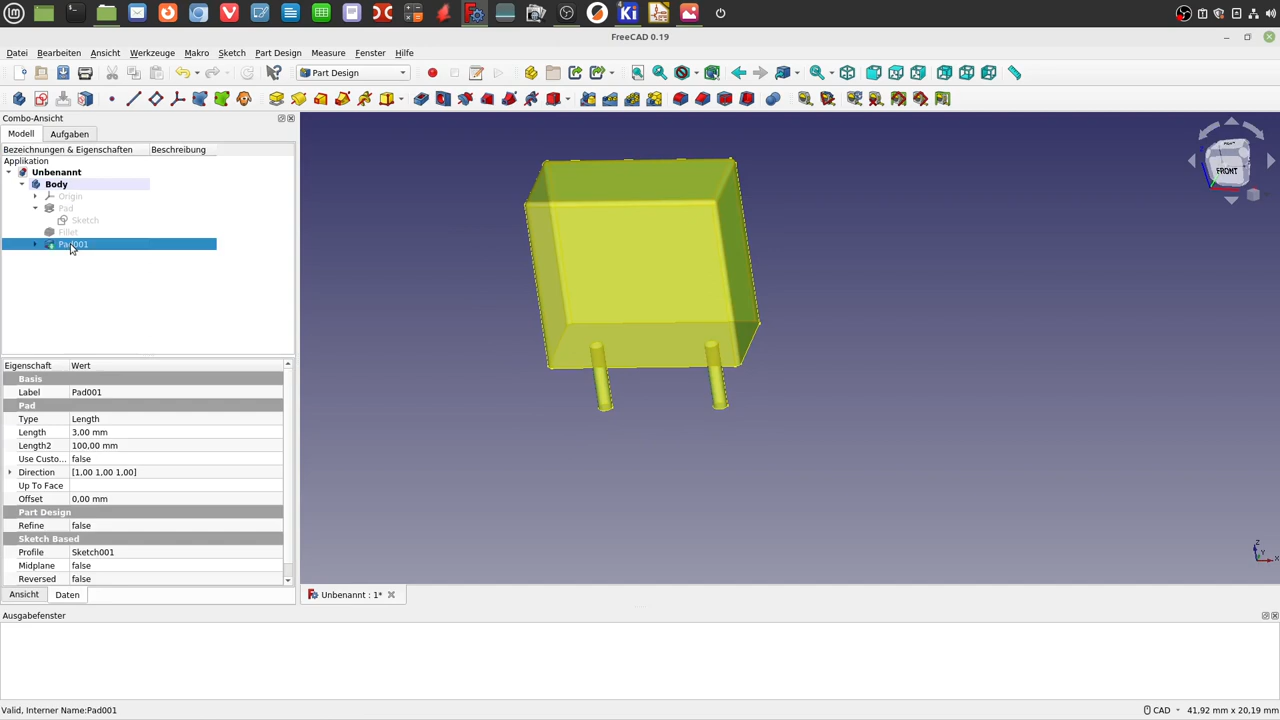 FreeCAD 0.19
Datei Bearbeiten Ansicht Werkzeuge Makro Sketch Part Design Measure Fenster Hilfe
Part Design
Combo-Ansicht
Modell Aufgaben
Bezeichnungen & Eigenschaften Beschreibung
Applikation
Unbenannt
Body
Origin
Pad
Sketch
Fillet
Pad001
FRONT
Eigenschaft Wert
Basis
Label Pad001
Pad
Type Length
Length 3,00 mm
Length2 100,00 mm
Use Custo... false
Direction [1.00 1.00 1.00]
Up To Face
Offset 0,00 mm
Part Design
Refine false
Sketch Based
Profile Sketch001
Midplane false
Reversed false
Ansicht Daten
Unbenannt : 1*
Ausgabefenster
Valid, Interner Name:Pad001
CAD 41,92 mm x 20,19 mm